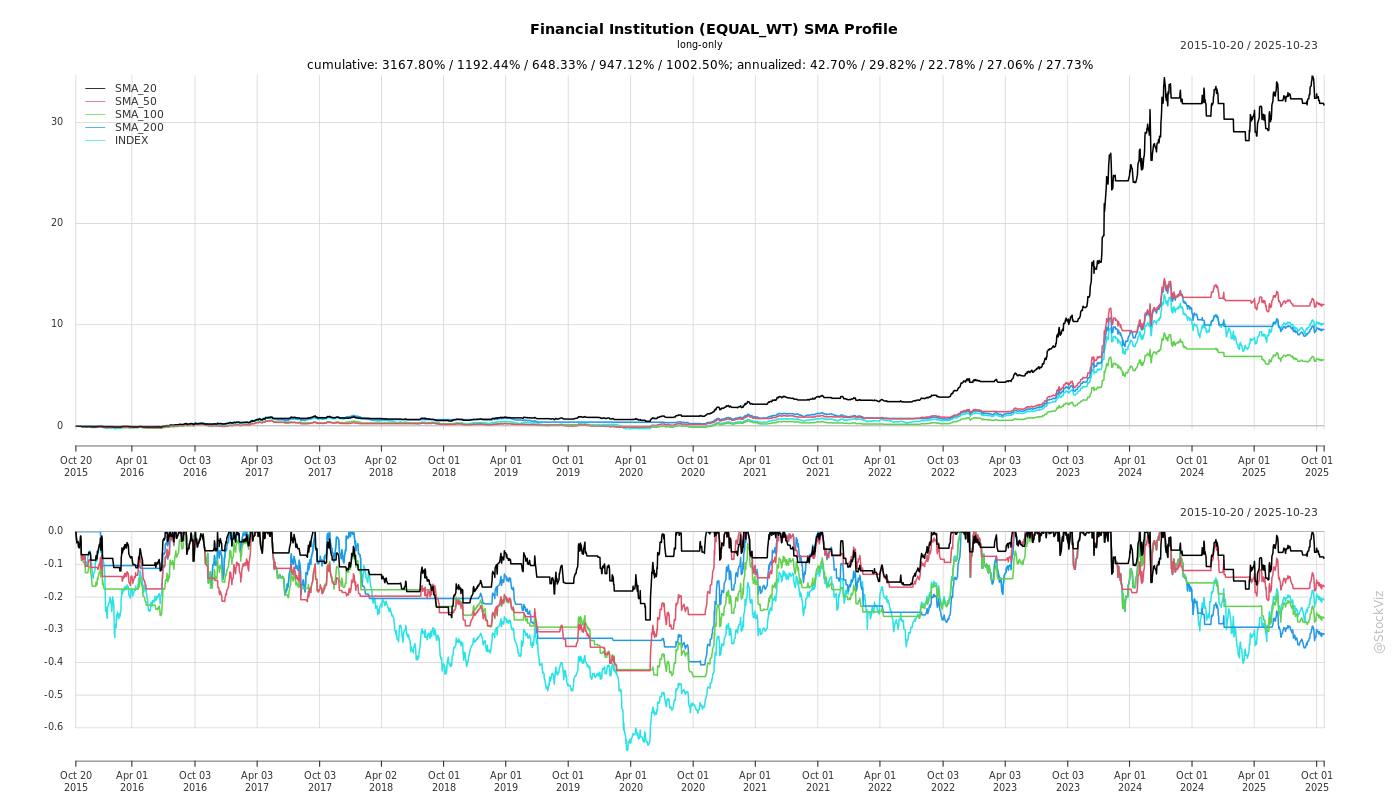 Financial Institution (EQUAL_WT) SMA Profile
long-only
2015-10-20 / 2025-10-23
cumulative: 3167.80% / 1192.44% / 648.33% / 947.12% / 1002.50%; annualized: 42.70% / 29.82% / 22.78% / 27.06% / 27.73%
SMA_20
SMA_50
SMA_100
SMA_200
INDEX
30
20
10
0
Oct 20 Apr 01 Oct 03 Apr 03 Oct 03 Apr 02 Oct 01 Apr 01 Oct 01 Apr 01 Oct 01 Apr 01 Oct 01 Apr 01 Oct 03 Apr 03 Oct 03 Apr 01 Oct 01 Apr 01 Oct 01
2015 2016 2016 2017 2017 2018 2018 2019 2019 2020 2020 2021 2021 2022 2022 2023 2023 2024 2024 2025 2025
2015-10-20 / 2025-10-23
0.0
-0.1
-0.2
-0.3
-0.4
-0.5
-0.6
Oct 20 Apr 01 Oct 03 Apr 03 Oct 03 Apr 02 Oct 01 Apr 01 Oct 01 Apr 01 Oct 01 Apr 01 Oct 01 Apr 01 Oct 03 Apr 03 Oct 03 Apr 01 Oct 01 Apr 01 Oct 01
2015 2016 2016 2017 2017 2018 2018 2019 2019 2020 2020 2021 2021 2022 2022 2023 2023 2024 2024 2025 2025
@StockViz